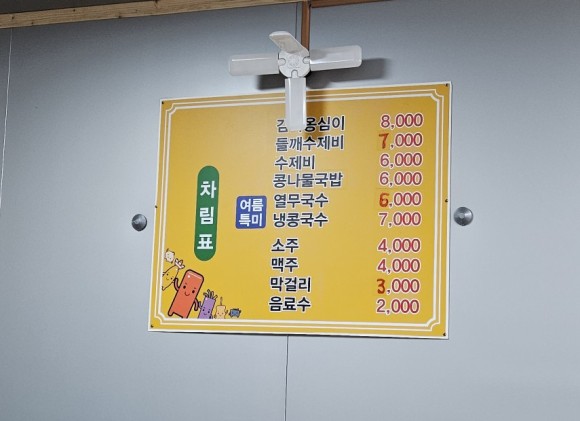 차림표
옹심이 8,000
들깨수제비 7,000
수제비 6,000
콩나물국밥 6,000
여름특미
열무국수 6,000
냉콩국수 7,000
소주 4,000
맥주 4,000
막걸리 3,000
음료수 2,000